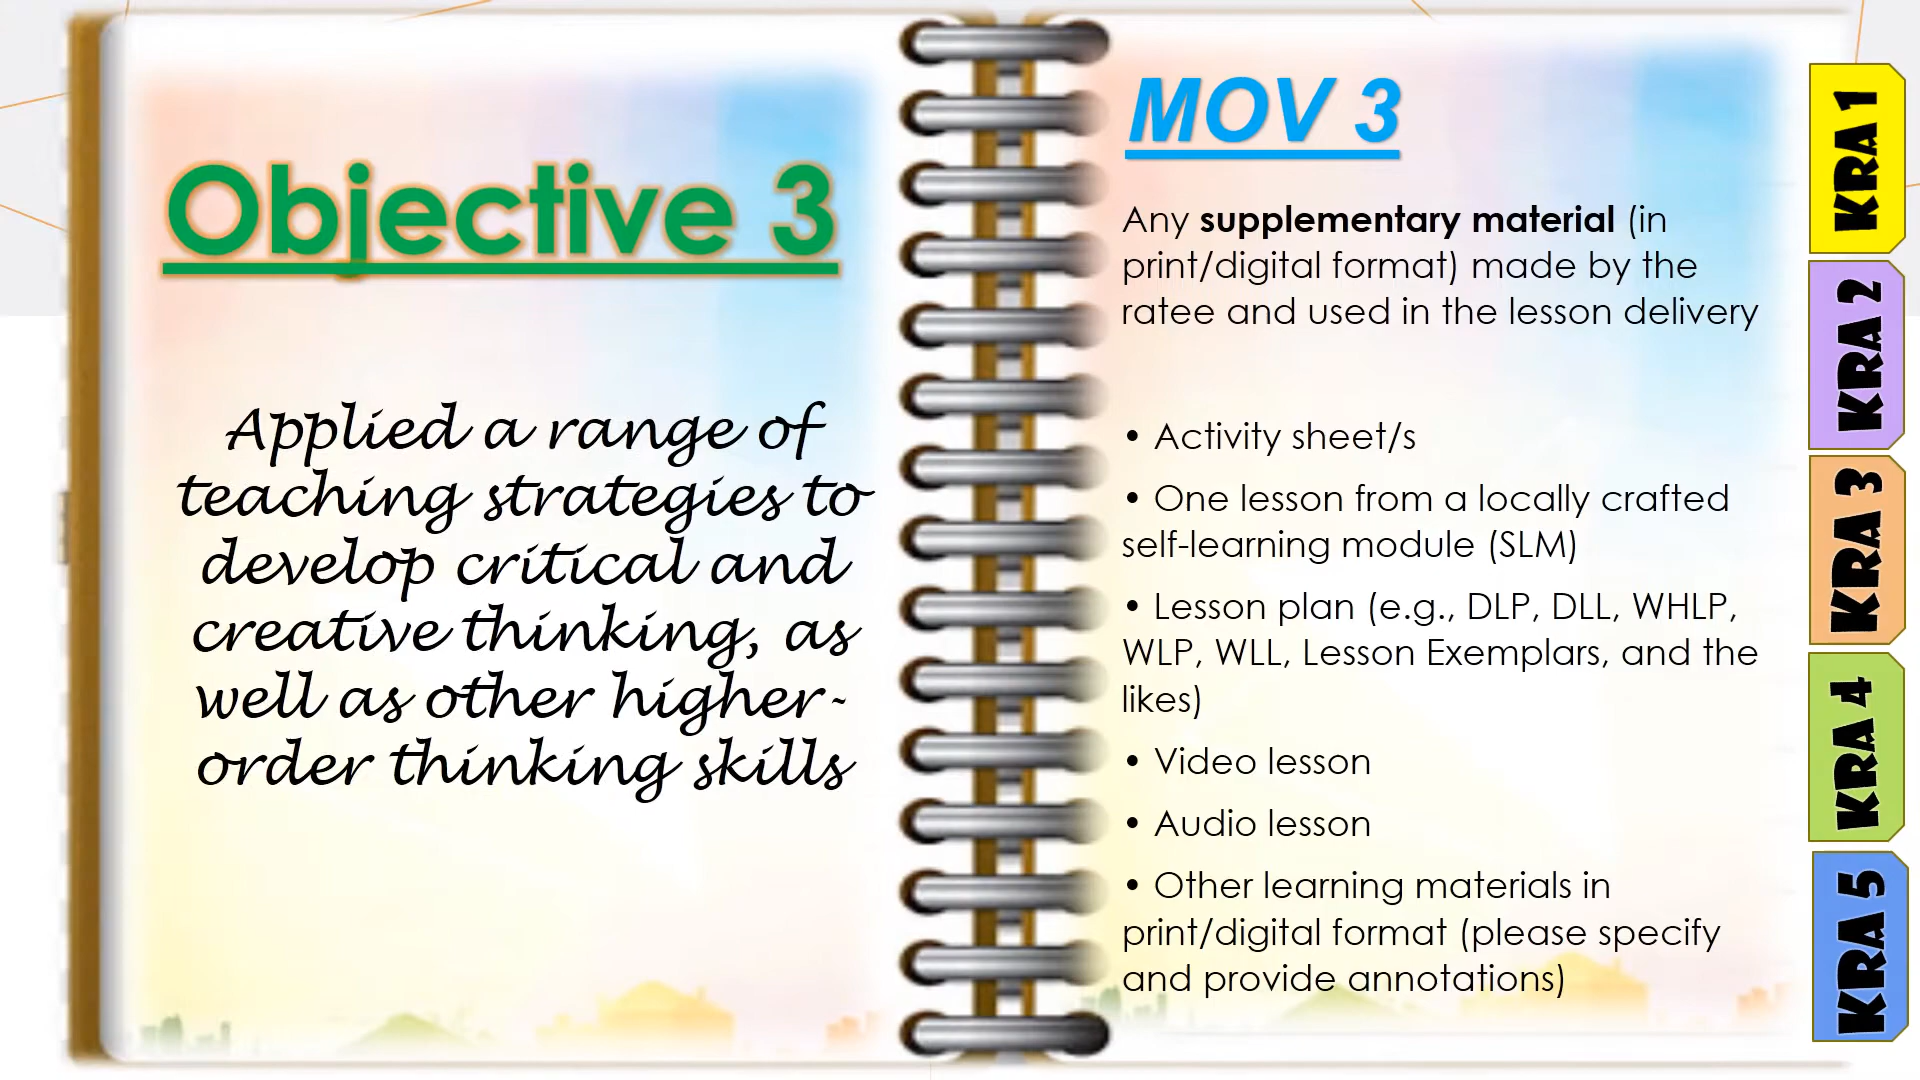 Objective 3
Applied a range of
teaching strategies to
develop critical and
creative thinking, as
well as other higher-
order thinking skills
MOV 3
Any supplementary material (in
print/digital format) made by the
ratee and used in the lesson delivery
• Activity sheet/s
• One lesson from a locally crafted
self-learning module (SLM)
• Lesson plan (e.g., DLP, DLL, WHLP,
WLP, WLL, Lesson Exemplars, and the
likes)
• Video lesson
• Audio lesson
• Other learning materials in
print/digital format (please specify
and provide annotations)
KRA 1
KRA 2
KRA 3
KRA 4
KRA 5